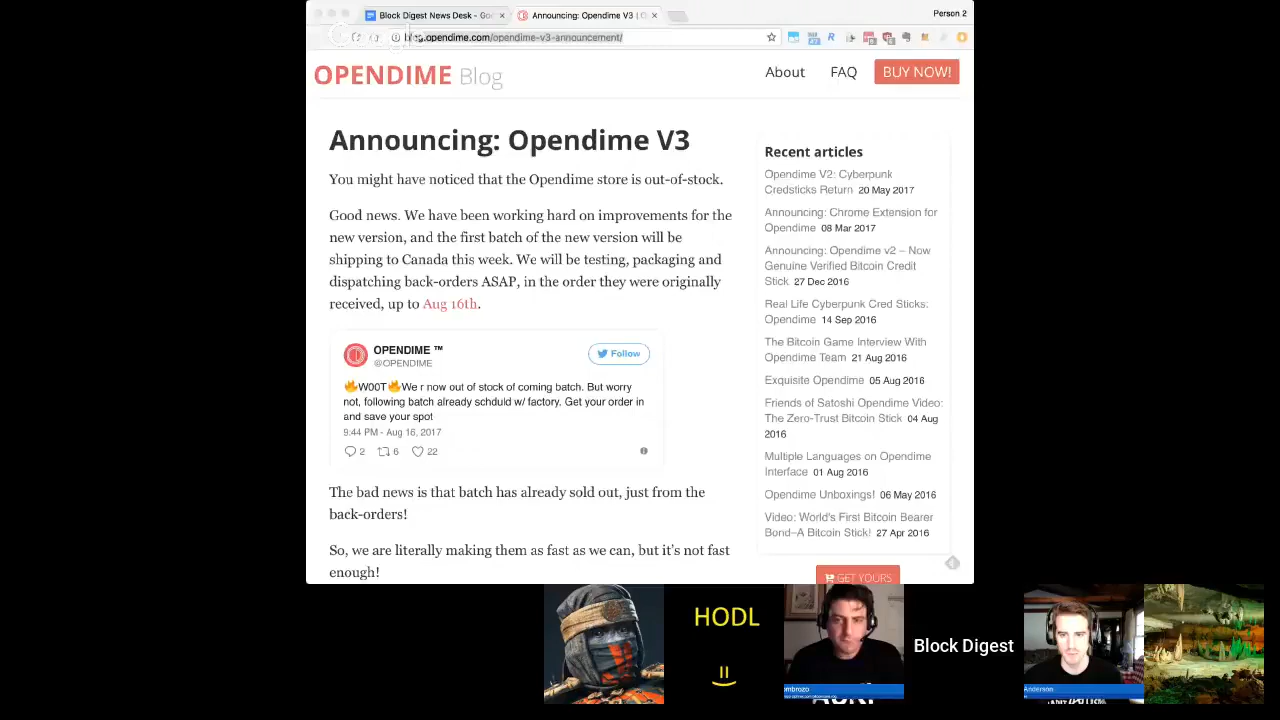 Block Digest News Desk - Go
Announcing: Opendime V3 | O
Person 2
.opendime.com/opendime-v3-announcement/
OPENDIME Blog
About
FAQ
BUY NOW!
Announcing: Opendime V3
You might have noticed that the Opendime store is out-of-stock.
Good news. We have been working hard on improvements for the
new version, and the first batch of the new version will be
shipping to Canada this week. We will be testing, packaging and
dispatching back-orders ASAP, in the order they were originally
received, up to Aug 16th.
OPENDIME ™
@OPENDIME
Follow
🔥W00T🔥We r now out of stock of coming batch. But worry
not, following batch already schduld w/ factory. Get your order in
and save your spot
9:44 PM - Aug 16, 2017
2
6
22
The bad news is that batch has already sold out, just from the
back-orders!
So, we are literally making them as fast as we can, but it's not fast
enough!
Recent articles
Opendime V2: Cyberpunk
Credsticks Return 20 May 2017
Announcing: Chrome Extension for
Opendime 08 Mar 2017
Announcing: Opendime v2 – Now
Genuine Verified Bitcoin Credit
Stick 27 Dec 2016
Real Life Cyberpunk Cred Sticks:
Opendime 14 Sep 2016
The Bitcoin Game Interview With
Opendime Team 21 Aug 2016
Exquisite Opendime 05 Aug 2016
Friends of Satoshi Opendime Video:
The Zero-Trust Bitcoin Stick 04 Aug
2016
Multiple Languages on Opendime
Interface 01 Aug 2016
Opendime Unboxings! 06 May 2016
Video: World's First Bitcoin Bearer
Bond–A Bitcoin Stick! 27 Apr 2016
GET YOURS
HODL
=)
ombrozo
Block Digest
Anderson